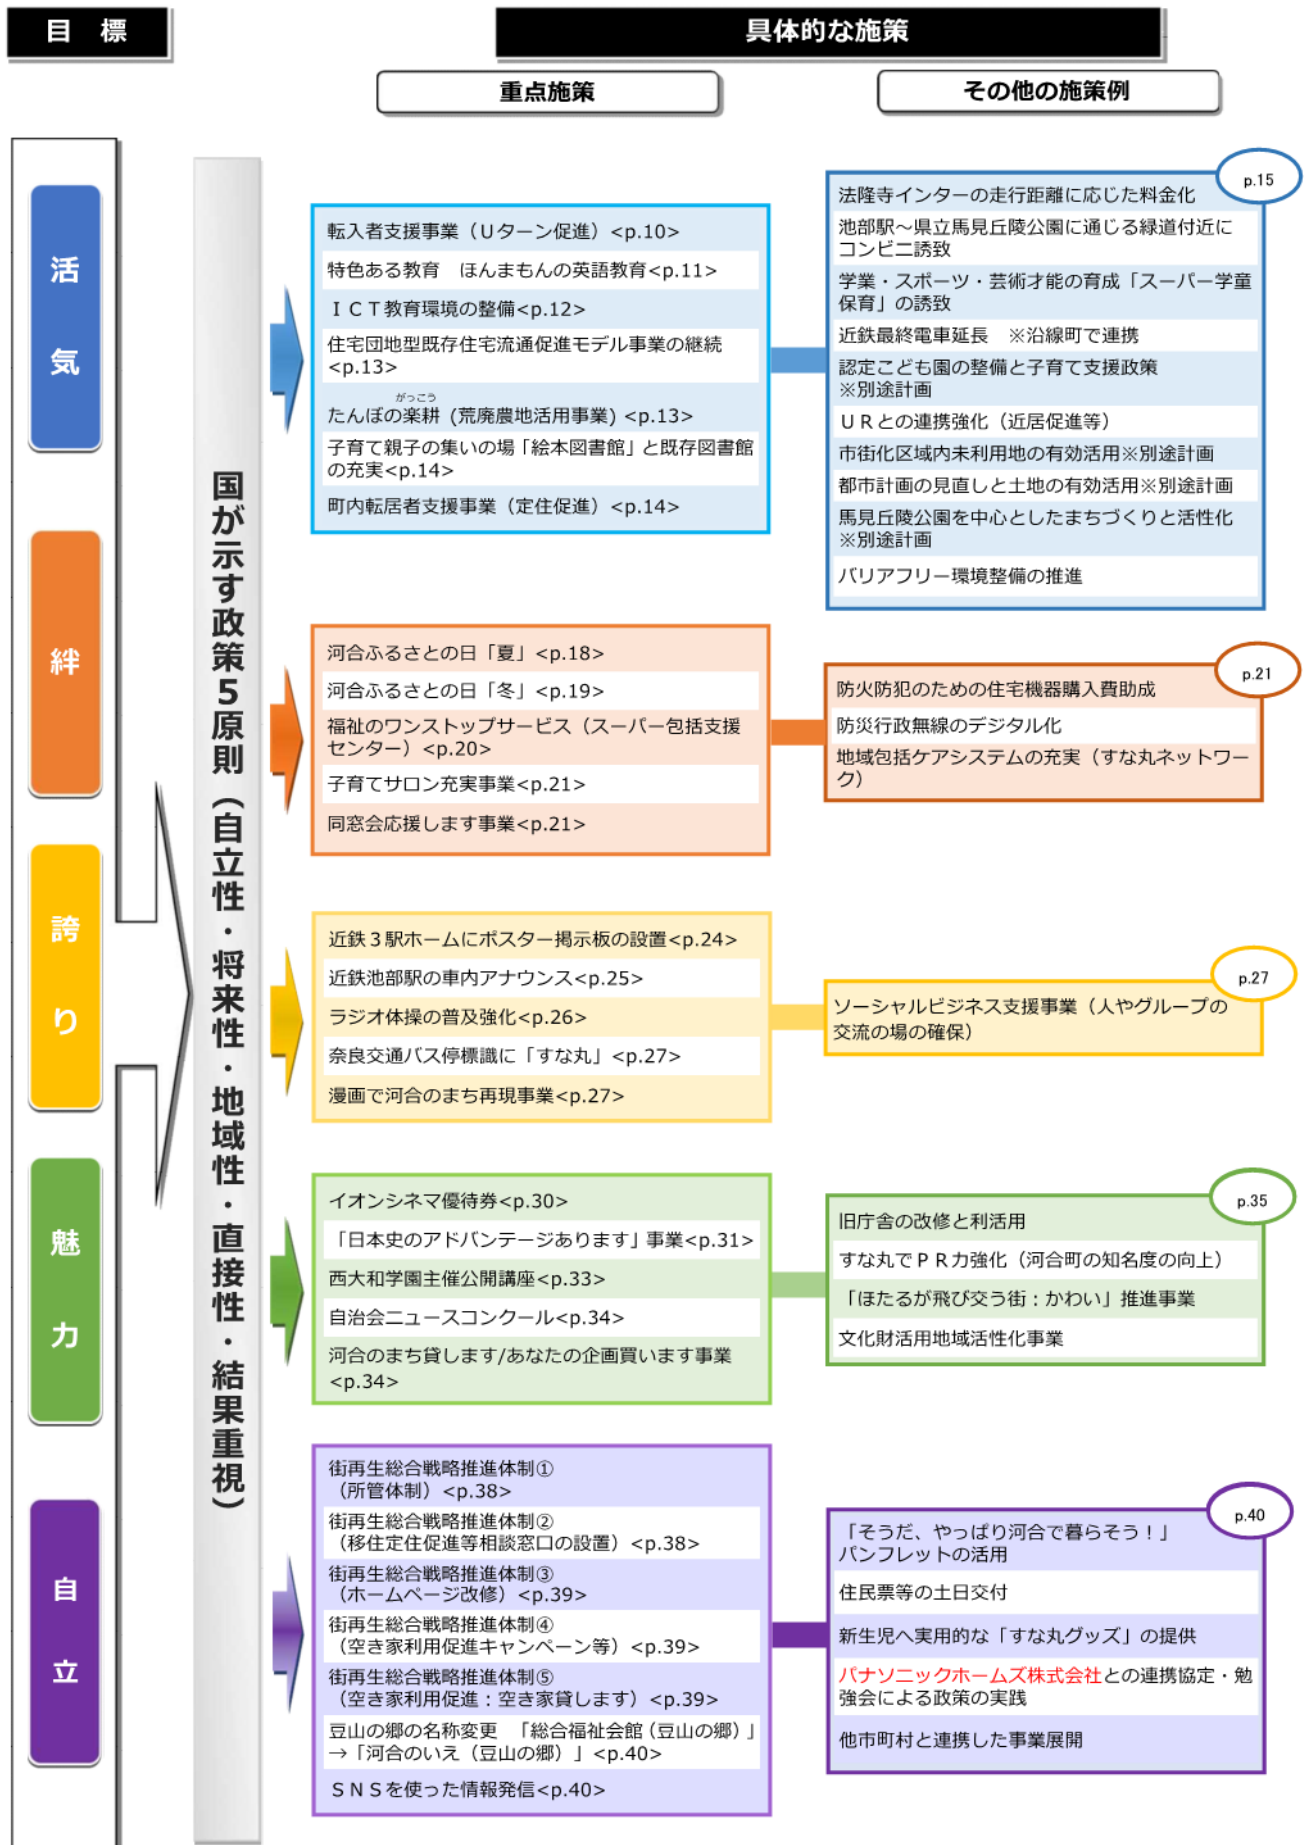 目　標
具体的な施策
重点施策
その他の施策例
活気
絆
誇り
魅力
自立
国が示す政策５原則（自立性・将来性・地域性・直接性・結果重視）
転入者支援事業（Ｕターン促進）<p.10>
特色ある教育　ほんまもんの英語教育<p.11>
ＩＣＴ教育環境の整備<p.12>
住宅団地型既存住宅流通促進モデル事業の継続
<p.13>
がっこう
たんぼの楽耕 (荒廃農地活用事業) <p.13>
子育て親子の集いの場「絵本図書館」と既存図書館
の充実<p.14>
町内転居者支援事業（定住促進）<p.14>
p.15
法隆寺インターの走行距離に応じた料金化
池部駅～県立馬見丘陵公園に通じる緑道付近に
コンビニ誘致
学業・スポーツ・芸術才能の育成「スーパー学童
保育」の誘致
近鉄最終電車延長　※沿線町で連携
認定こども園の整備と子育て支援政策
※別途計画
ＵＲとの連携強化（近居促進等）
市街化区域内未利用地の有効活用※別途計画
都市計画の見直しと土地の有効活用※別途計画
馬見丘陵公園を中心としたまちづくりと活性化
※別途計画
バリアフリー環境整備の推進
河合ふるさとの日「夏」<p.18>
河合ふるさとの日「冬」<p.19>
福祉のワンストップサービス（スーパー包括支援
センター）<p.20>
子育てサロン充実事業<p.21>
同窓会応援します事業<p.21>
p.21
防火防犯のための住宅機器購入費助成
防災行政無線のデジタル化
地域包括ケアシステムの充実（すな丸ネットワー
ク）
近鉄３駅ホームにポスター掲示板の設置<p.24>
近鉄池部駅の車内アナウンス<p.25>
ラジオ体操の普及強化<p.26>
奈良交通バス停標識に「すな丸」<p.27>
漫画で河合のまち再現事業<p.27>
p.27
ソーシャルビジネス支援事業（人やグループの
交流の場の確保）
イオンシネマ優待券<p.30>
「日本史のアドバンテージあります」事業<p.31>
西大和学園主催公開講座<p.33>
自治会ニュースコンクール<p.34>
河合のまち貸します/あなたの企画買います事業
<p.34>
p.35
旧庁舎の改修と利活用
すな丸でＰＲ力強化（河合町の知名度の向上）
「ほたるが飛び交う街：かわい」推進事業
文化財活用地域活性化事業
街再生総合戦略推進体制①
（所管体制）<p.38>
街再生総合戦略推進体制②
（移住定住促進等相談窓口の設置）<p.38>
街再生総合戦略推進体制③
（ホームページ改修）<p.39>
街再生総合戦略推進体制④
（空き家利用促進キャンペーン等）<p.39>
街再生総合戦略推進体制⑤
（空き家利用促進：空き家貸します）<p.39>
豆山の郷の名称変更　「総合福祉会館（豆山の郷）」
→「河合のいえ（豆山の郷）」<p.40>
ＳＮＳを使った情報発信<p.40>
p.40
「そうだ、やっぱり河合で暮らそう！」
パンフレットの活用
住民票等の土日交付
新生児へ実用的な「すな丸グッズ」の提供
パナソニックホームズ株式会社との連携協定・勉
強会による政策の実践
他市町村と連携した事業展開